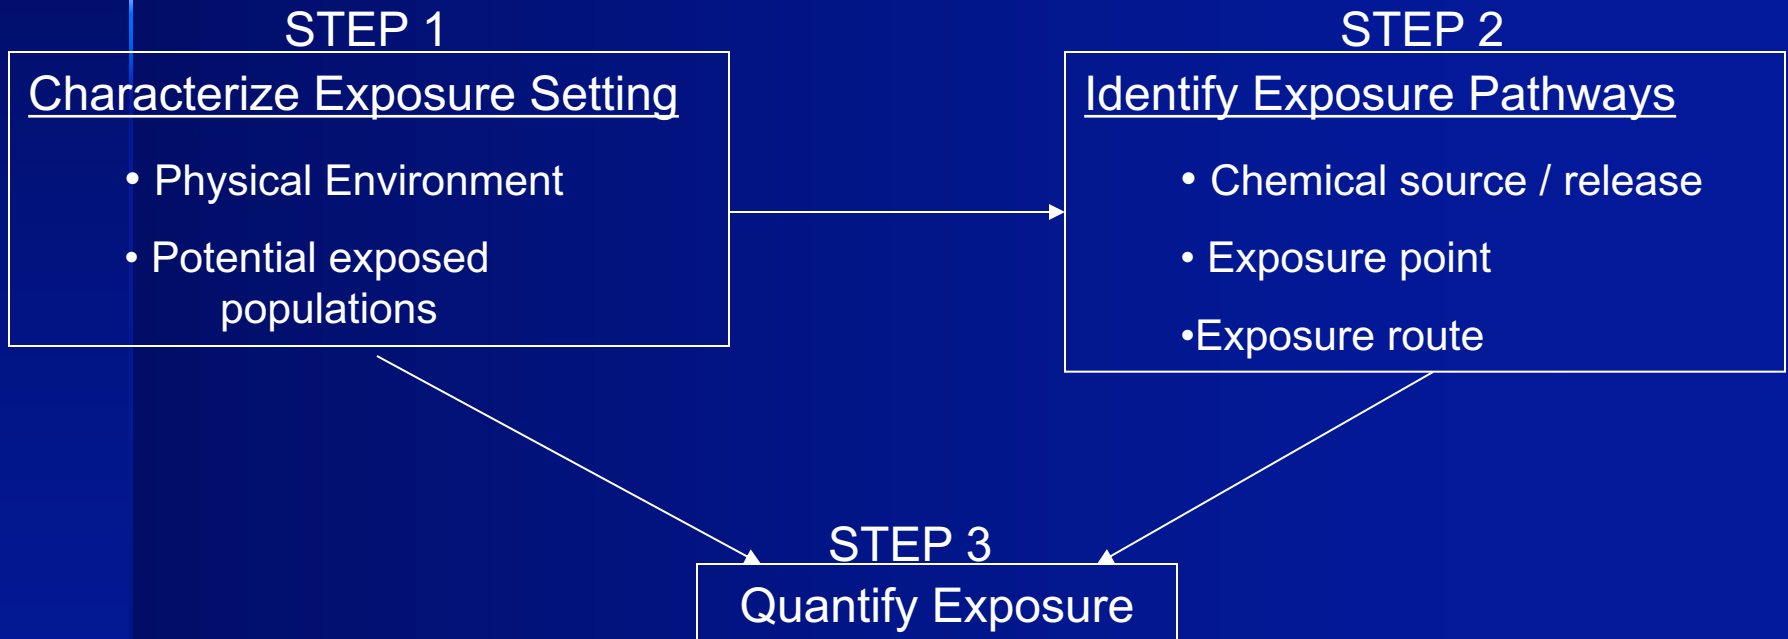 STEP 1
Characterize Exposure Setting
• Physical Environment
• Potential exposed
populations
STEP 2
Identify Exposure Pathways
• Chemical source / release
• Exposure point
•Exposure route
STEP 3
Quantify Exposure